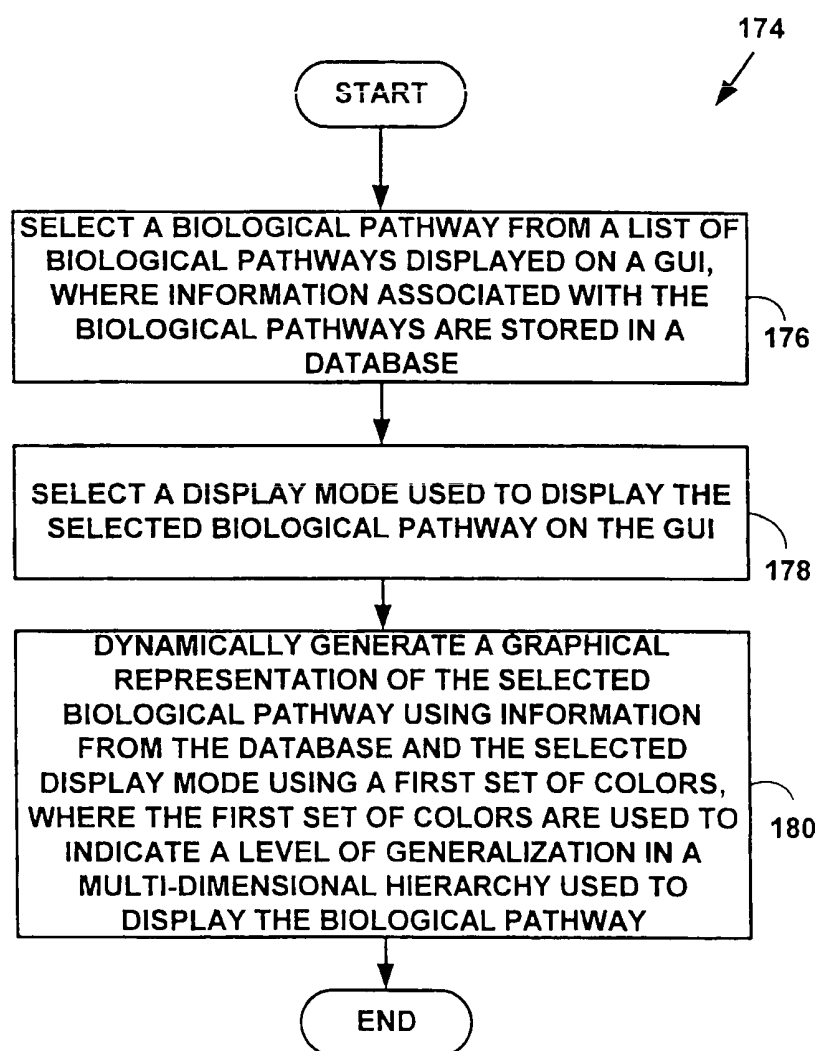 174
START
SELECT A BIOLOGICAL PATHWAY FROM A LIST OF
BIOLOGICAL PATHWAYS DISPLAYED ON A GUI,
WHERE INFORMATION ASSOCIATED WITH THE
BIOLOGICAL PATHWAYS ARE STORED IN A
DATABASE
176
SELECT A DISPLAY MODE USED TO DISPLAY THE
SELECTED BIOLOGICAL PATHWAY ON THE GUI
178
DYNAMICALLY GENERATE A GRAPHICAL
REPRESENTATION OF THE SELECTED
BIOLOGICAL PATHWAY USING INFORMATION
FROM THE DATABASE AND THE SELECTED
DISPLAY MODE USING A FIRST SET OF COLORS,
WHERE THE FIRST SET OF COLORS ARE USED TO
INDICATE A LEVEL OF GENERALIZATION IN A
MULTI-DIMENSIONAL HIERARCHY USED TO
DISPLAY THE BIOLOGICAL PATHWAY
180
END